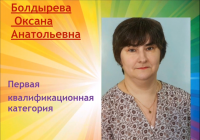 Болдырева
Оксана
Анатольевна
Первая
квалификационная
категория